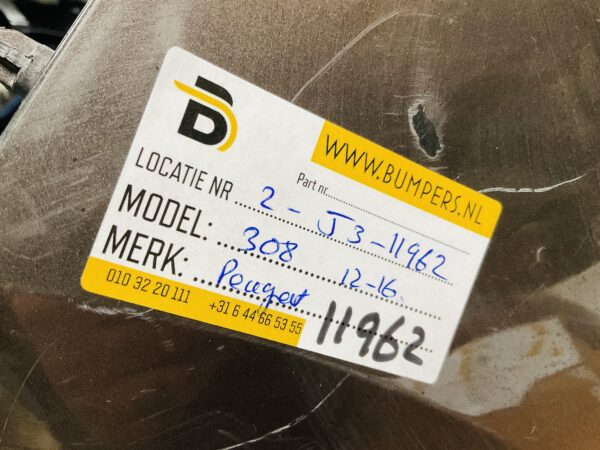 B
WWW.BUMPERS.NL
Part nr.
LOCATIE NR 2 - J3 - 11962
MODEL: 308 12-16
MERK: Peugeot
010 32 20 111 +31 6 44 66 53 55
11962